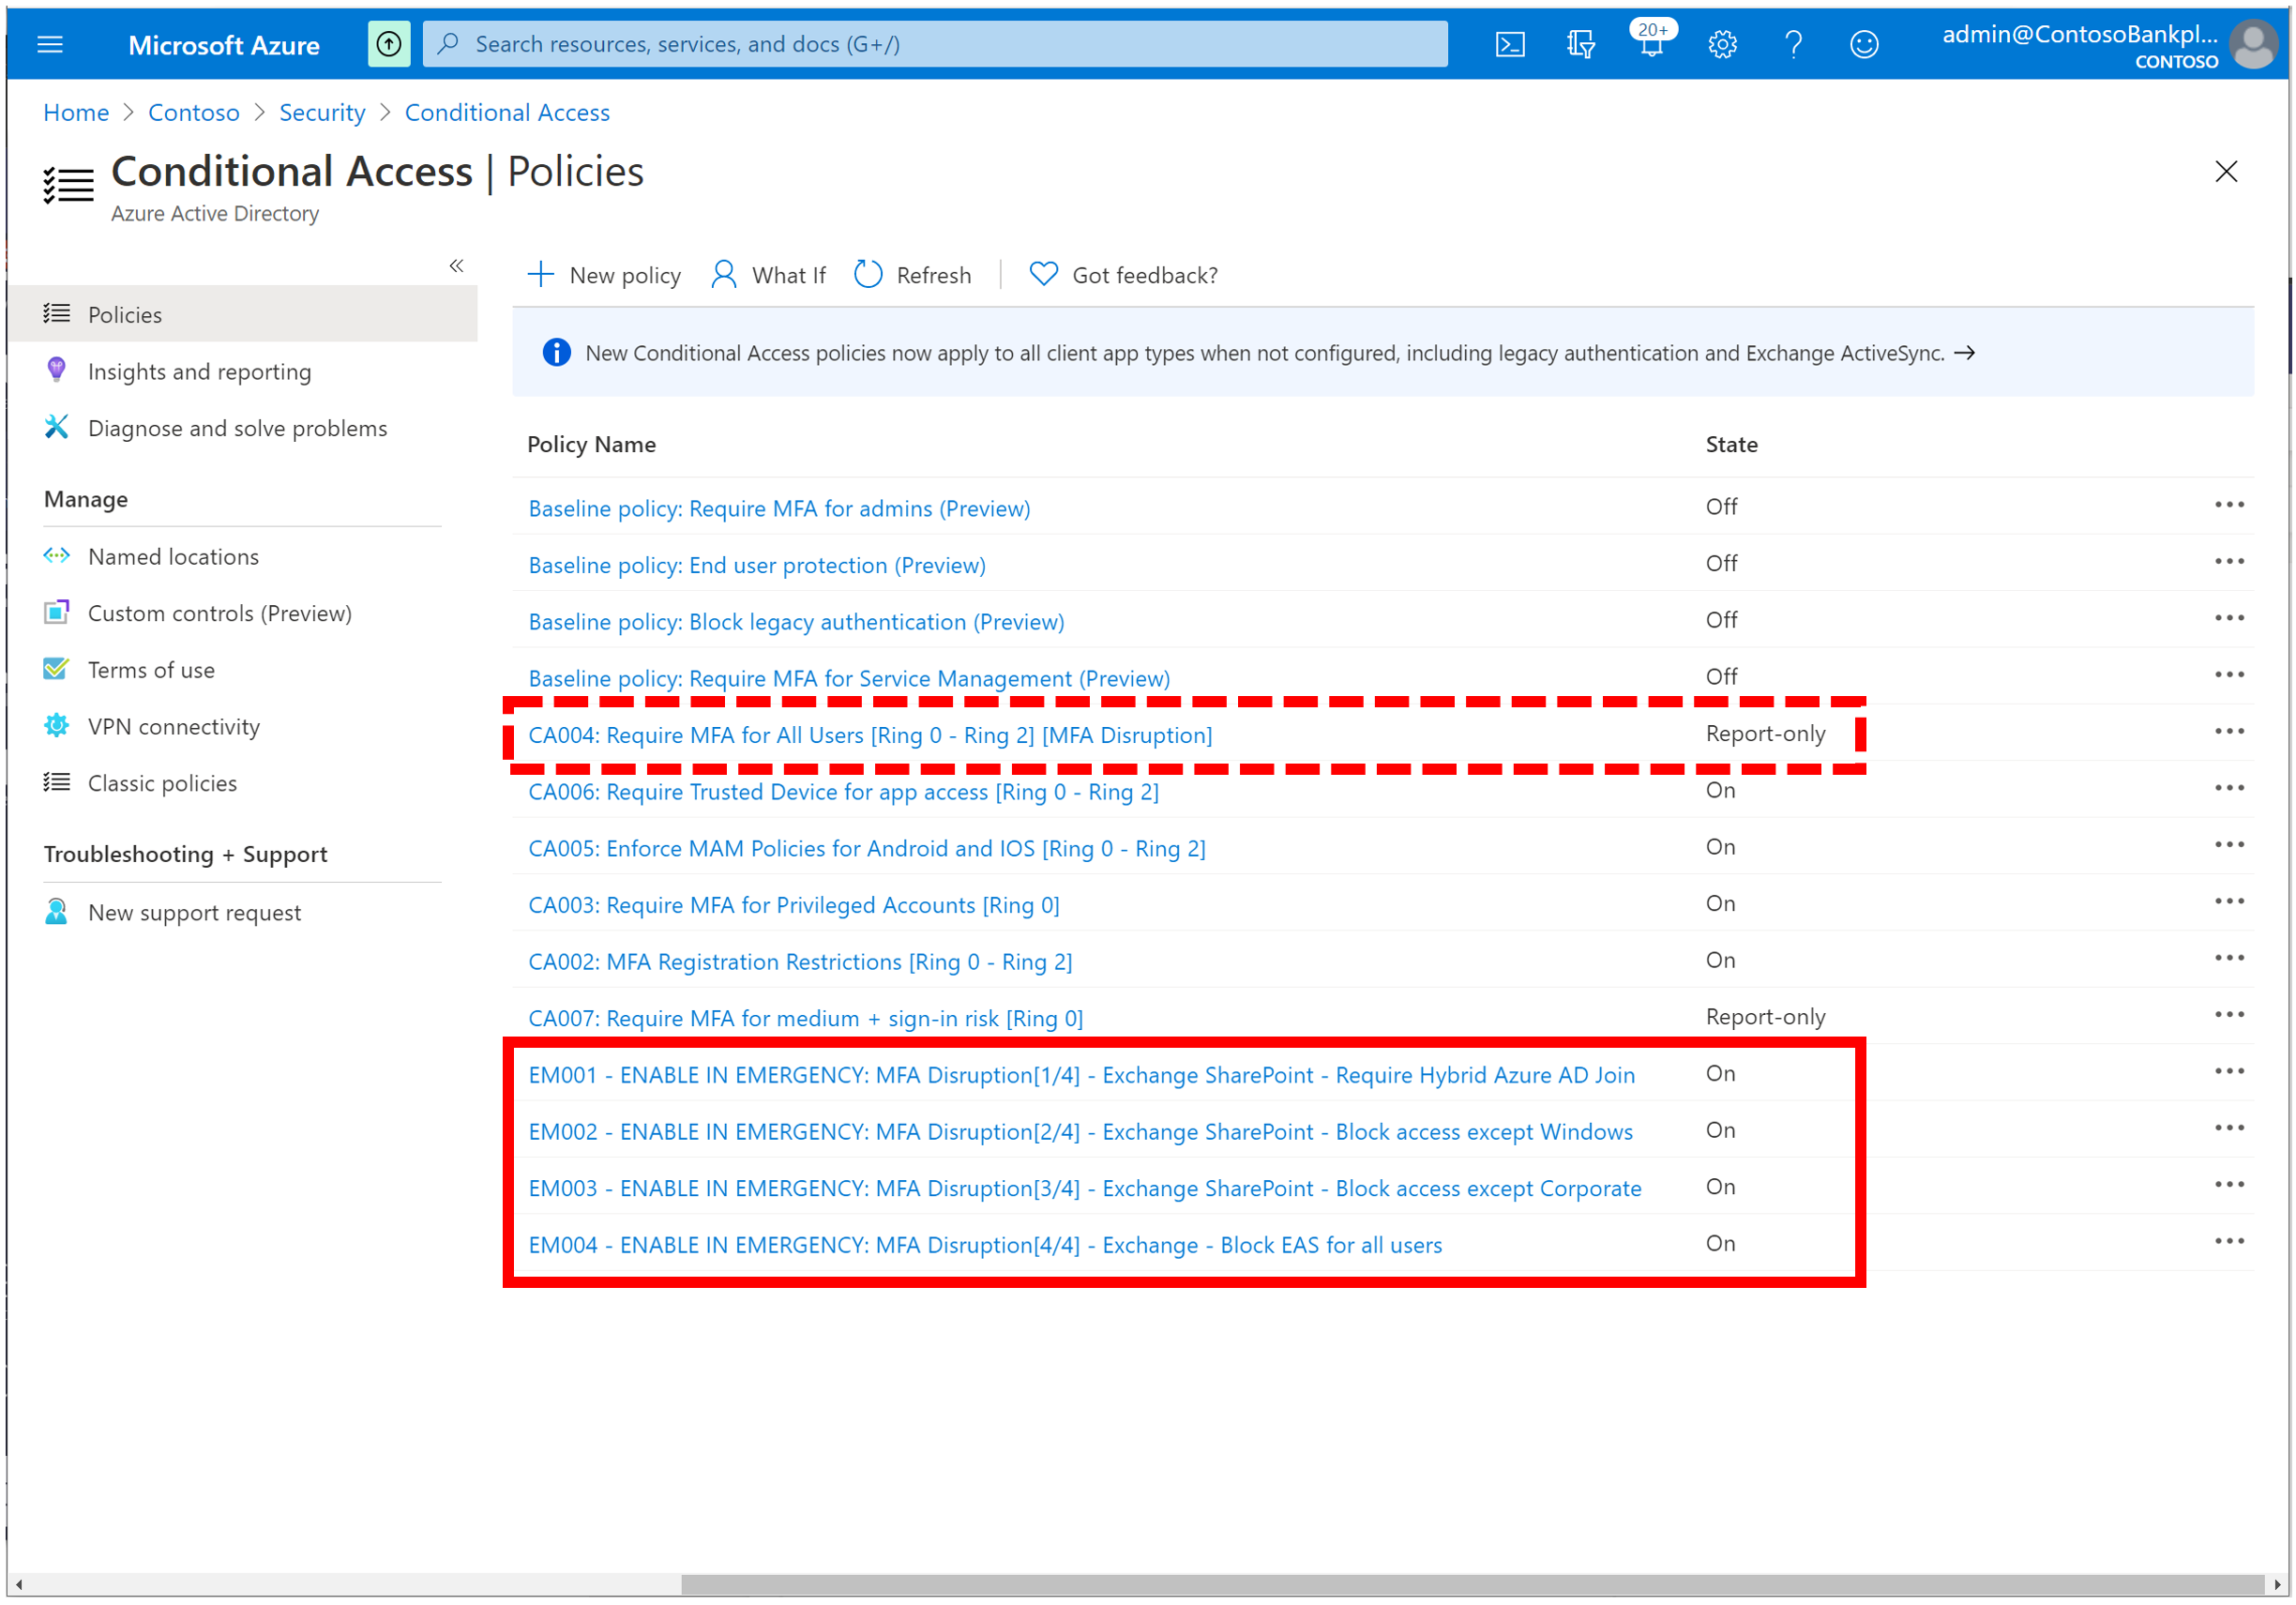 Microsoft Azure
Search resources, services, and docs (G+/)
20+
admin@ContosoBankpl...
CONTOSO
Home > Contoso > Security > Conditional Access
Conditional Access | Policies
Azure Active Directory
New policy
What If
Refresh
Got feedback?
Policies
Insights and reporting
Diagnose and solve problems
Manage
Named locations
Custom controls (Preview)
Terms of use
VPN connectivity
Classic policies
Troubleshooting + Support
New support request
New Conditional Access policies now apply to all client app types when not configured, including legacy authentication and Exchange ActiveSync. →
Policy Name State
Baseline policy: Require MFA for admins (Preview) Off
Baseline policy: End user protection (Preview) Off
Baseline policy: Block legacy authentication (Preview) Off
Baseline policy: Require MFA for Service Management (Preview) Off
CA004: Require MFA for All Users [Ring 0 - Ring 2] [MFA Disruption] Report-only
CA006: Require Trusted Device for app access [Ring 0 - Ring 2] On
CA005: Enforce MAM Policies for Android and IOS [Ring 0 - Ring 2] On
CA003: Require MFA for Privileged Accounts [Ring 0] On
CA002: MFA Registration Restrictions [Ring 0 - Ring 2] On
CA007: Require MFA for medium + sign-in risk [Ring 0] Report-only
EM001 - ENABLE IN EMERGENCY: MFA Disruption[1/4] - Exchange SharePoint - Require Hybrid Azure AD Join On
EM002 - ENABLE IN EMERGENCY: MFA Disruption[2/4] - Exchange SharePoint - Block access except Windows On
EM003 - ENABLE IN EMERGENCY: MFA Disruption[3/4] - Exchange SharePoint - Block access except Corporate On
EM004 - ENABLE IN EMERGENCY: MFA Disruption[4/4] - Exchange - Block EAS for all users On